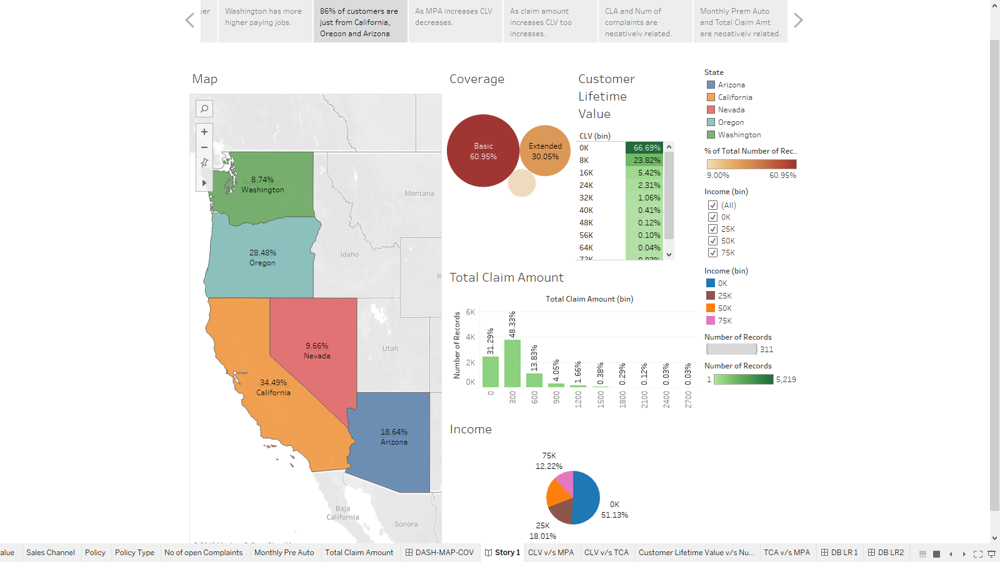 ver
Washington has more
higher paying jobs.
86% of customers are
just from California,
Oregon and Arizona
As MPA increases CLV
decreases.
As claim amount
increases CLV too
increases.
CLA and Num of
complaints are
negatively related.
Monthly Prem Auto
and Total Claim Amt
are negatively related.
Map
8.74%
Washington
28.48%
Oregon
9.66%
Nevada
34.49%
California
18.64%
Arizona
Montana
Idaho
W
Utah
Baja
California
Sonora
Coverage
Basic
60.95%
Extended
30.05%
Customer
Lifetime
Value
CLV (bin)
0K 66.69%
8K 23.82%
16K 5.42%
24K 2.31%
32K 1.06%
40K 0.41%
48K 0.12%
56K 0.10%
64K 0.04%
72K 0.03%
State
Arizona
California
Nevada
Oregon
Washington
% of Total Number of Rec..
9.00% 60.95%
Income (bin)
(All)
0K
25K
50K
75K
Income (bin)
0K
25K
50K
75K
Number of Records
311
Number of Records
1 5,219
Total Claim Amount
Total Claim Amount (bin)
Number of Records
6K
4K
2K
0K
31.29%
48.33%
13.83%
4.05%
1.66%
0.38%
0.29%
0.12%
0.03%
0.03%
0
300
600
900
1200
1500
1800
2100
2400
2700
Income
75K
12.22%
0K
51.13%
25K
18.01%
alue
Sales Channel
Policy
Policy Type
No of open Complaints
Monthly Pre Auto
Total Claim Amount
DASH-MAP-COV
Story 1
CLV v/s MPA
CLV v/s TCA
Customer Lifetime Value v/s Nu...
TCA v/s MPA
DB LR 1
DB LR2